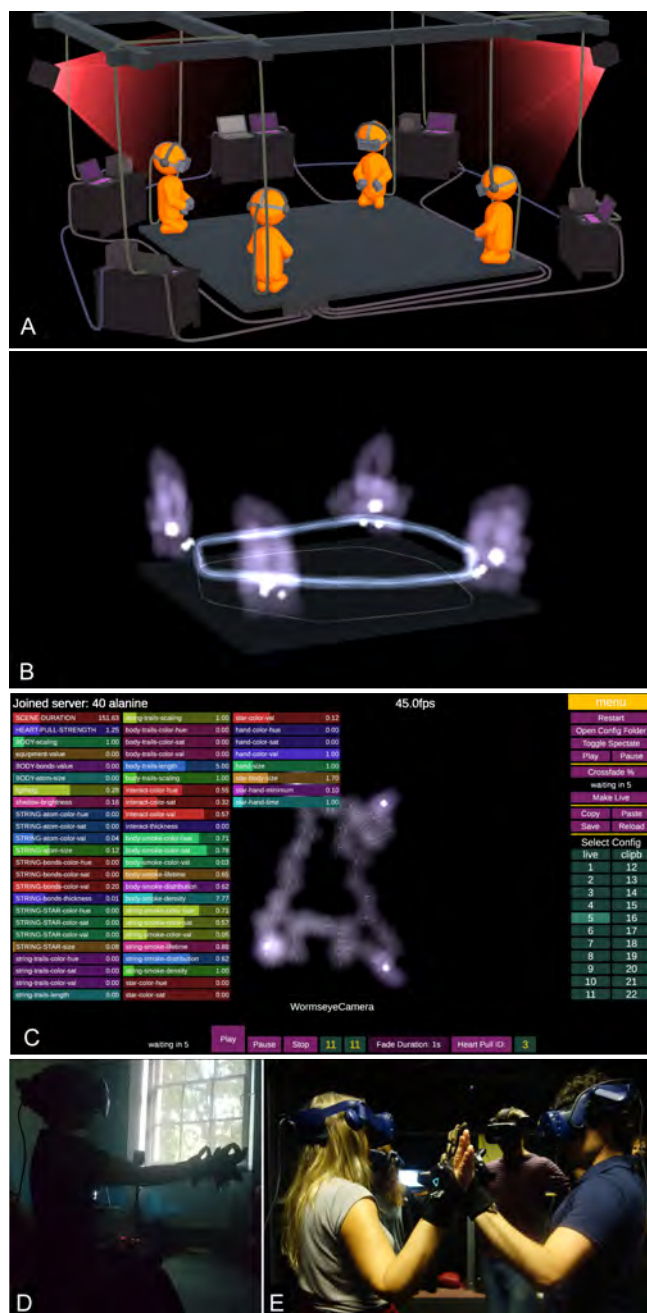 A
B
Joined server: 40 alanine
45.0fps
SCENE-DURATION 151.63
HEART-PULL-STRENGTH 1.25
BODY-scaling 1.00
equipment-value 0.00
BODY-bonds-value 0.00
BODY-atom-size 0.00
lighting 0.28
shadow-brightness 0.16
STRING-atom-color-hue 0.00
STRING-atom-color-sat 0.00
STRING-atom-color-val 0.04
STRING-atom-size 0.12
STRING-bonds-color-hue 0.00
STRING-bonds-color-sat 0.00
STRING-bonds-color-val 0.20
STRING-bonds-thickness 0.01
STRING-STAR-color-hue 0.00
STRING-STAR-color-sat 0.00
STRING-STAR-color-val 0.00
STRING-STAR-size 0.08
string-trails-color-hue 0.00
string-trails-color-sat 0.00
string-trails-color-val 0.00
string-trails-length
string-trails-scaling 1.00
body-trails-color-hue 0.00
body-trails-color-sat 0.00
body-trails-color-val 0.00
body-trails-length 5.00
body-trails-scaling 1.00
interact-color-hue 0.55
interact-color-sat 0.32
interact-color-val 0.57
interact-thickness 0.00
body-smoke-color-hue 0.71
body-smoke-color-sat 0.78
body-smoke-color-val 0.03
body-smoke-lifetime 0.65
body-smoke-distribution 0.62
body-smoke-density 7.77
string-smoke-color-hue 0.71
string-smoke-color-sat 0.57
string-smoke-color-val 0.05
string-smoke-lifetime 0.88
string-smoke-distribution 0.62
string-smoke-density 1.00
star-color-hue 0.00
star-color-sat 0.00
star-color-val 0.12
hand-color-hue 0.00
hand-color-sat 0.00
hand-color-val 1.00
hand-size 1.00
star-body-size 1.70
star-hand-minimum 0.10
star-hand-time 1.00
WormseyeCamera
menu
Restart
Open Config Folder
Toggle Spectate
Play Pause
Crossfade %
waiting in 5
Make Live
Copy Paste
Save Reload
Select Config
live clipb
1 12
2 13
3 14
4 15
5 16
6 17
7 18
8 19
9 20
10 21
11 22
C
waiting in 5 Play Pause Stop 11 11 Fade Duration: 1s Heart Pull ID: 3
D
E